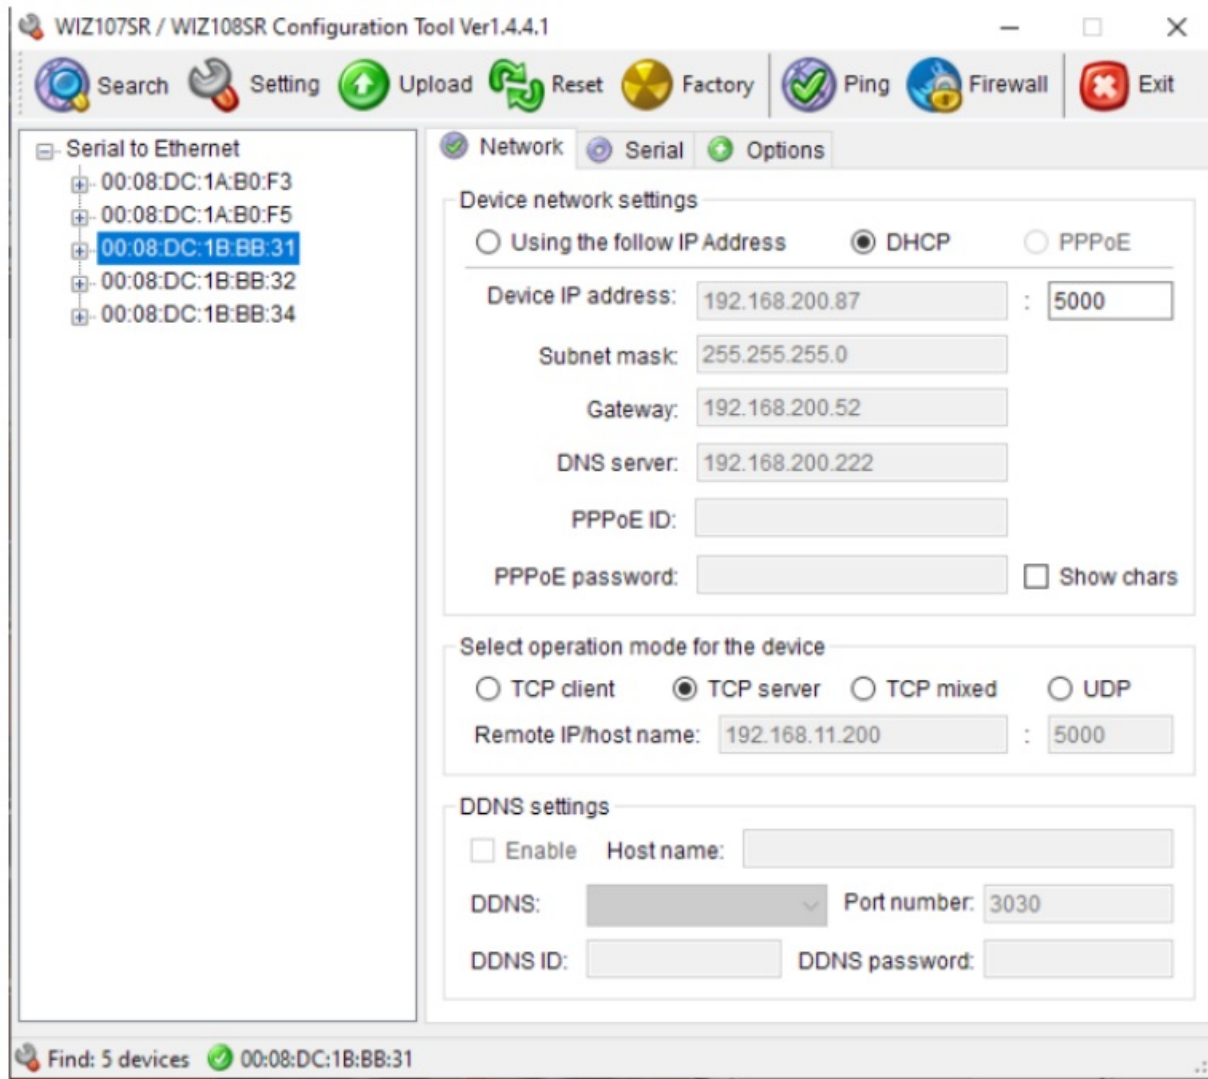 WIZ107SR / WIZ108SR Configuration Tool Ver1.4.4.1
Search Setting Upload Reset Factory Ping Firewall Exit
Serial to Ethernet
00:08:DC:1A:B0:F3
00:08:DC:1A:B0:F5
00:08:DC:1B:BB:31
00:08:DC:1B:BB:32
00:08:DC:1B:BB:34
Network Serial Options
Device network settings
Using the follow IP Address DHCP PPPoE
Device IP address: 192.168.200.87 : 5000
Subnet mask: 255.255.255.0
Gateway: 192.168.200.52
DNS server: 192.168.200.222
PPPoE ID:
PPPoE password: Show chars
Select operation mode for the device
TCP client TCP server TCP mixed UDP
Remote IP/host name: 192.168.11.200 : 5000
DDNS settings
Enable Host name:
DDNS: Port number: 3030
DDNS ID: DDNS password:
Find: 5 devices 00:08:DC:1B:BB:31